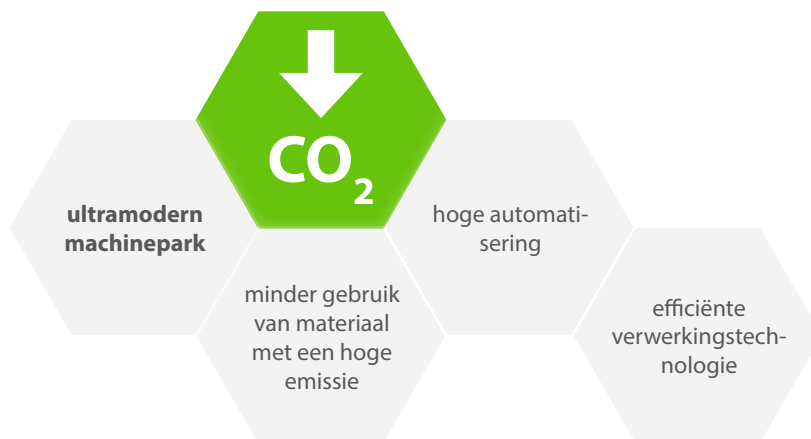 CO₂
ultramodern
machinepark
hoge automati-
sering
minder gebruik
van materiaal
met een hoge
emissie
efficiënte
verwerkingstech-
nologie